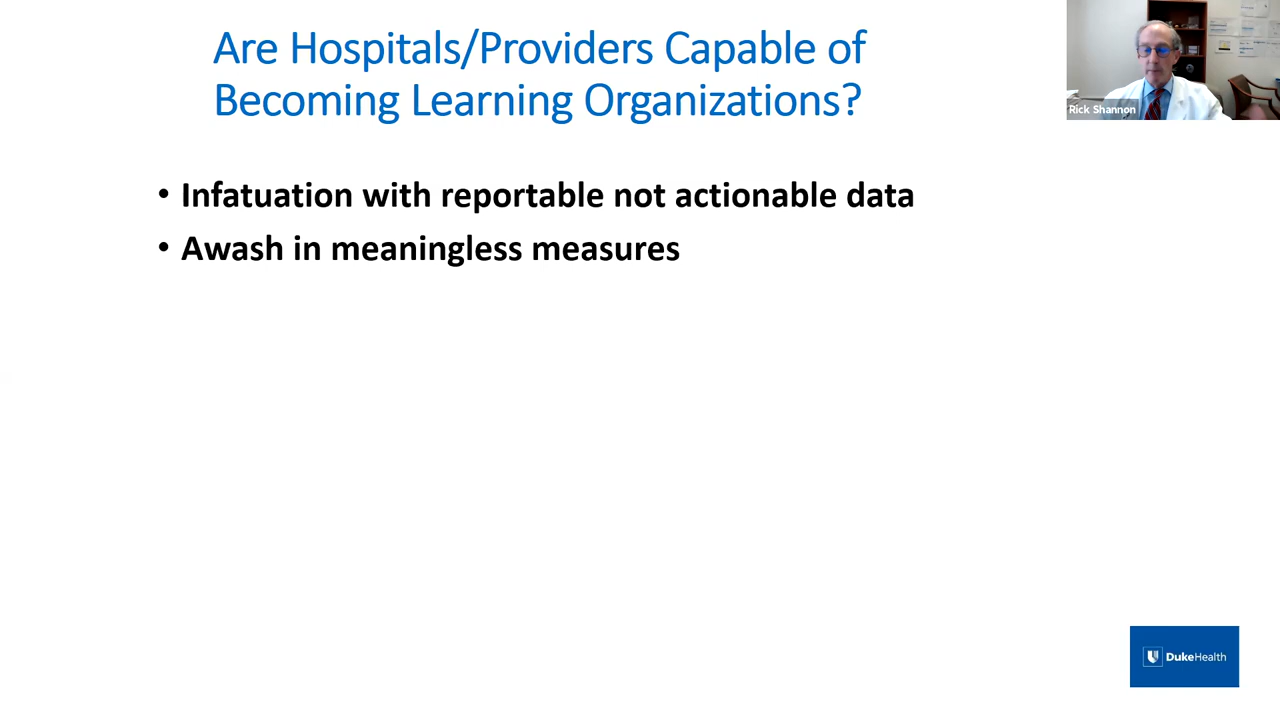 Are Hospitals/Providers Capable of
Becoming Learning Organizations?
Rick Shannon
• Infatuation with reportable not actionable data
• Awash in meaningless measures
DukeHealth